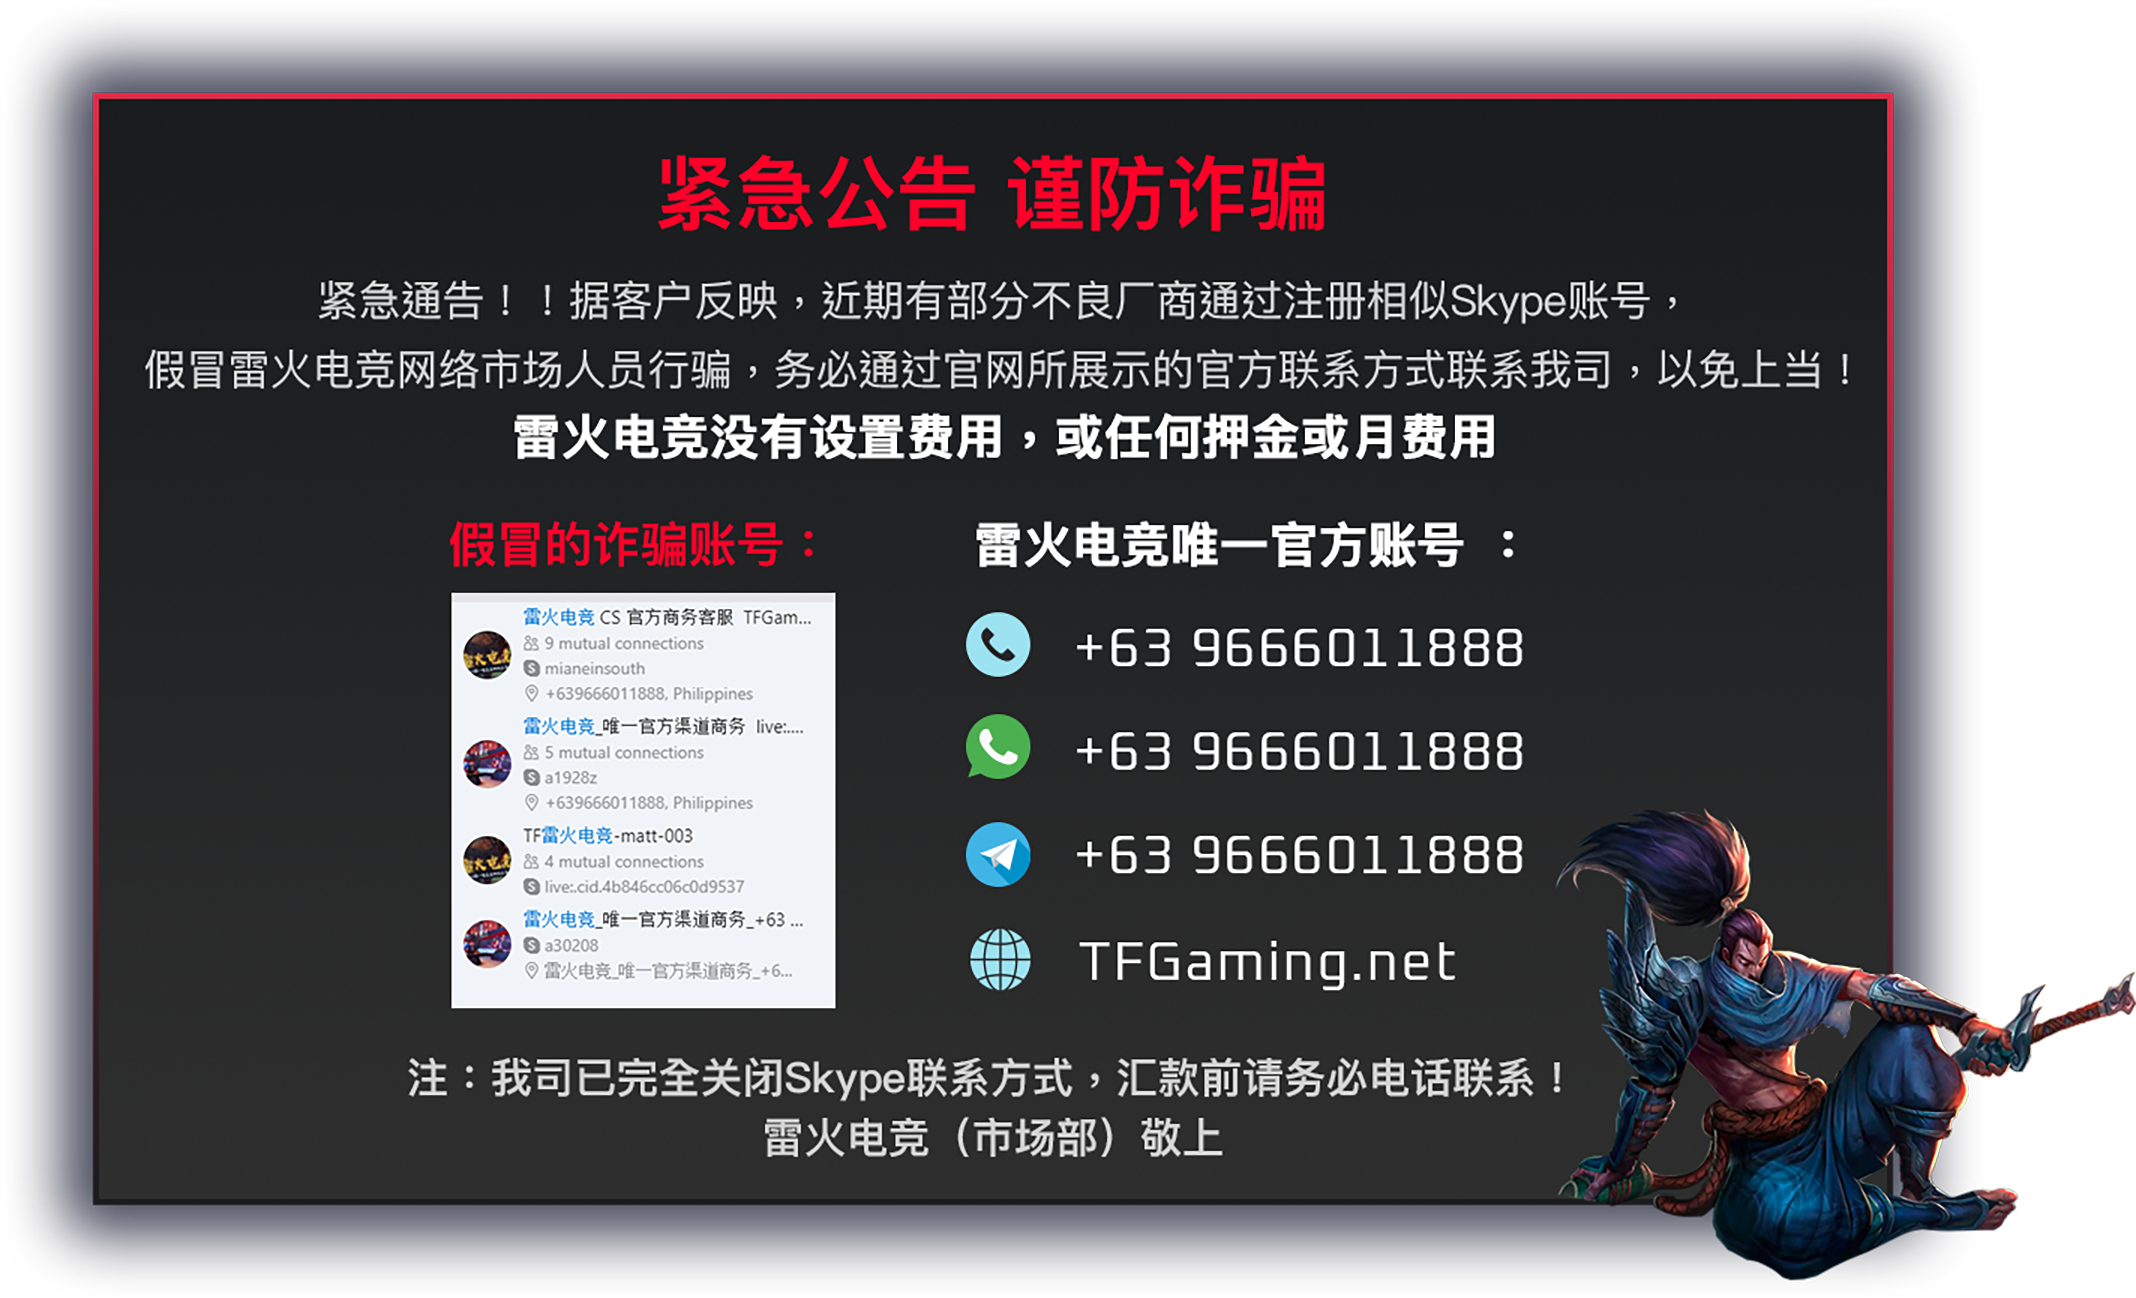 紧急公告 谨防诈骗
紧急通告！！据客户反映，近期有部分不良厂商通过注册相似Skype账号，
假冒雷火电竞网络市场人员行骗，务必通过官网所展示的官方联系方式联系我司，以免上当！
雷火电竞没有设置费用，或任何押金或月费用
假冒的诈骗账号：
雷火电竞 CS 官方商务客服 TFGam...
9 mutual connections
mianeinsouth
+639666011888, Philippines
雷火电竞_唯一官方渠道商务 live:....
5 mutual connections
a1928z
+639666011888, Philippines
TF雷火电竞-matt-003
4 mutual connections
live:.cid.4b846cc06c0d9537
雷火电竞_唯一官方渠道商务_+63 ...
a30208
雷火电竞_唯一官方渠道商务_+6...
雷火电竞唯一官方账号 ：
+63 9666011888
+63 9666011888
+63 9666011888
TFGaming.net
注：我司已完全关闭Skype联系方式，汇款前请务必电话联系！
雷火电竞（市场部）敬上